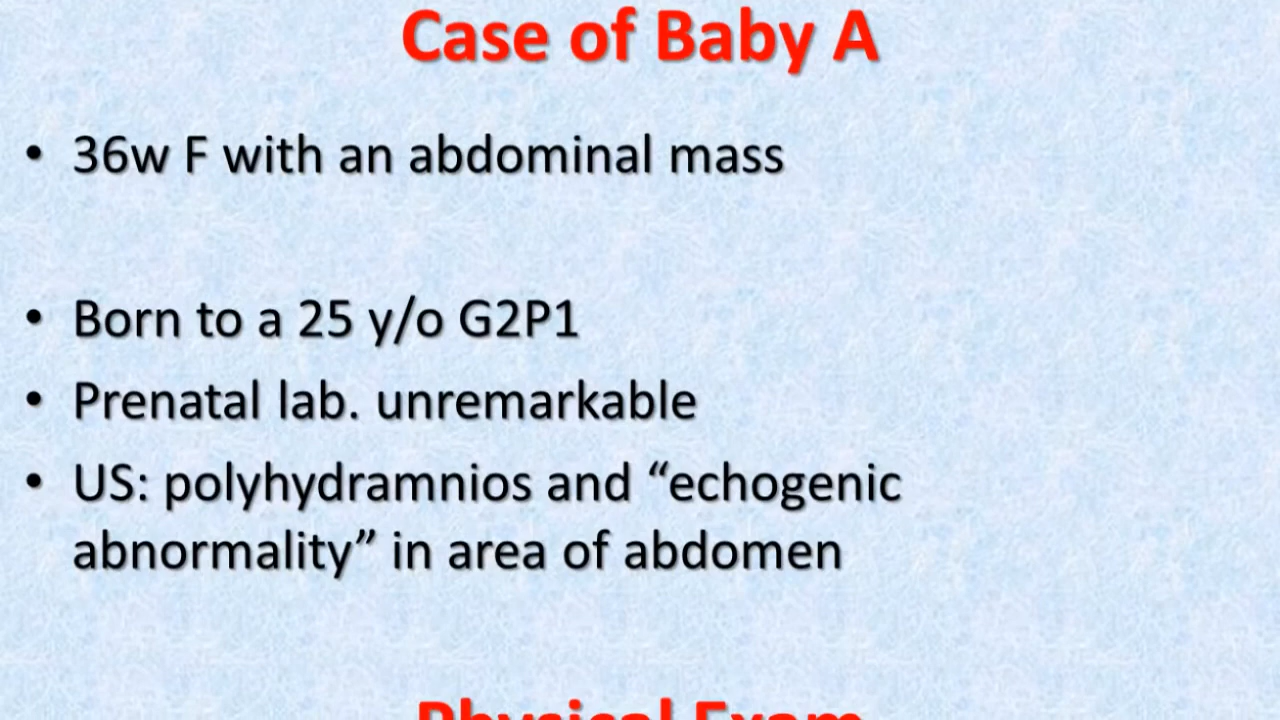 Case of Baby A
• 36w F with an abdominal mass
• Born to a 25 y/o G2P1
• Prenatal lab. unremarkable
• US: polyhydramnios and “echogenic
abnormality” in area of abdomen
Physical Exam